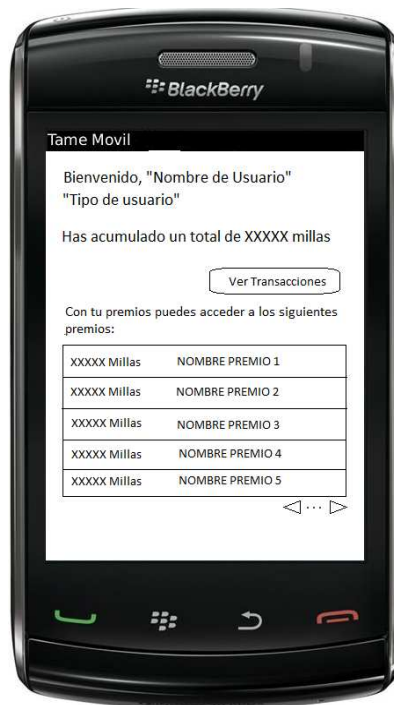 BlackBerry
Tame Movil
Bienvenido, "Nombre de Usuario"
"Tipo de usuario"
Has acumulado un total de XXXXX millas
Ver Transacciones
Con tu premios puedes acceder a los siguientes
premios:
XXXXX Millas NOMBRE PREMIO 1
XXXXX Millas NOMBRE PREMIO 2
XXXXX Millas NOMBRE PREMIO 3
XXXXX Millas NOMBRE PREMIO 4
XXXXX Millas NOMBRE PREMIO 5
...